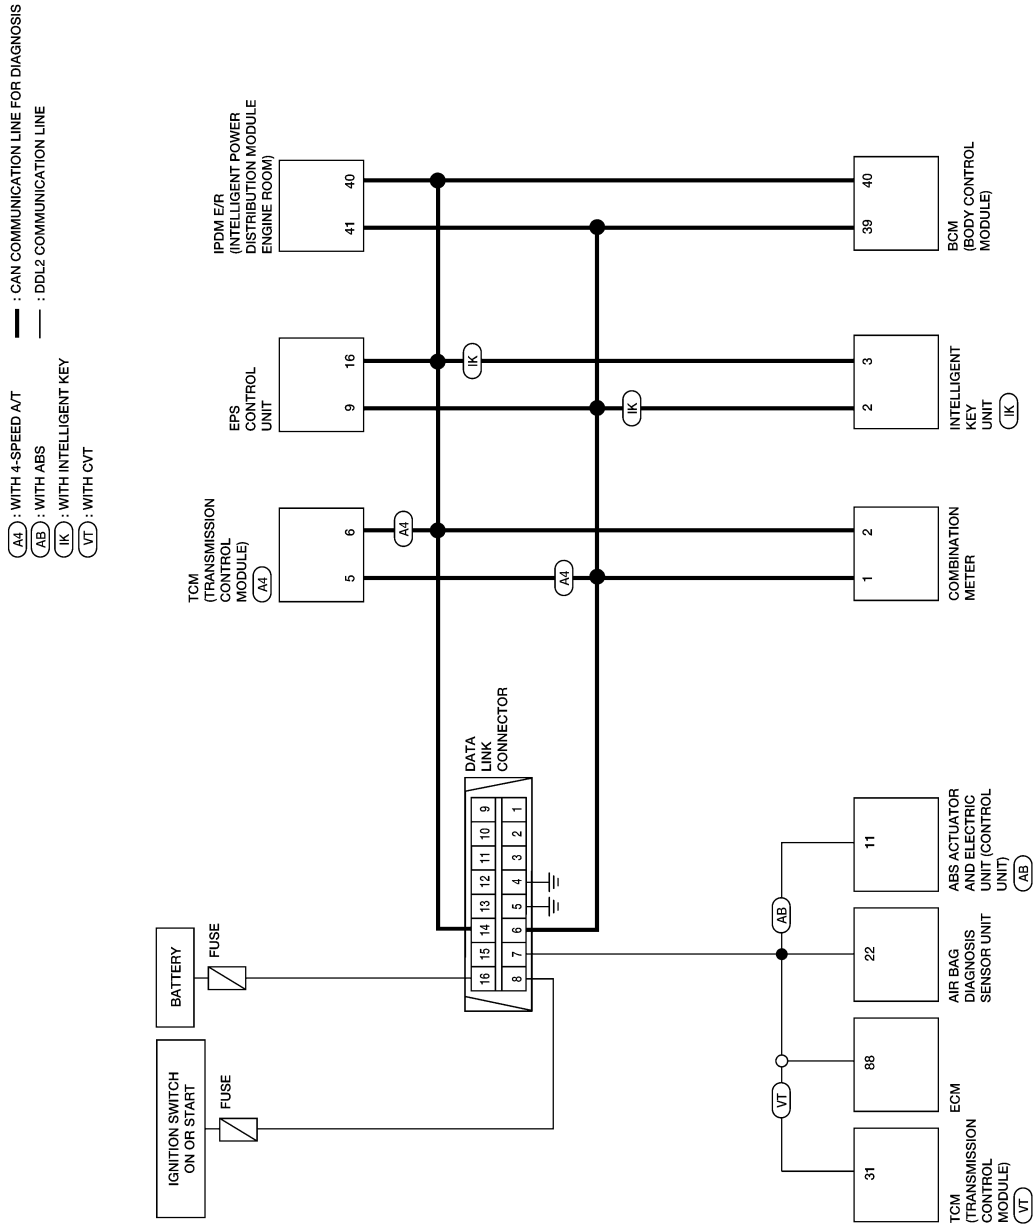 A4 : WITH 4-SPEED A/T
AB : WITH ABS
IK : WITH INTELLIGENT KEY
VT : WITH CVT
: CAN COMMUNICATION LINE FOR DIAGNOSIS
: DDL2 COMMUNICATION LINE
IGNITION SWITCH
ON OR START
FUSE
BATTERY
FUSE
DATA
LINK
CONNECTOR
16 15 14 13 12 11 10 9
8 7 6 5 4 3 2 1
TCM
(TRANSMISSION
CONTROL
MODULE)
A4
5 6
A4
A4
EPS
CONTROL
UNIT
9 16
IK
IK
IPDM E/R
(INTELLIGENT POWER
DISTRIBUTION MODULE
ENGINE ROOM)
41 40
VT
AB
31
TCM
(TRANSMISSION
CONTROL
MODULE)
VT
88
ECM
22
AIR BAG
DIAGNOSIS
SENSOR UNIT
11
ABS ACTUATOR
AND ELECTRIC
UNIT (CONTROL
UNIT)
AB
1 2
COMBINATION
METER
2 3
INTELLIGENT
KEY
UNIT
IK
39 40
BCM
(BODY CONTROL
MODULE)